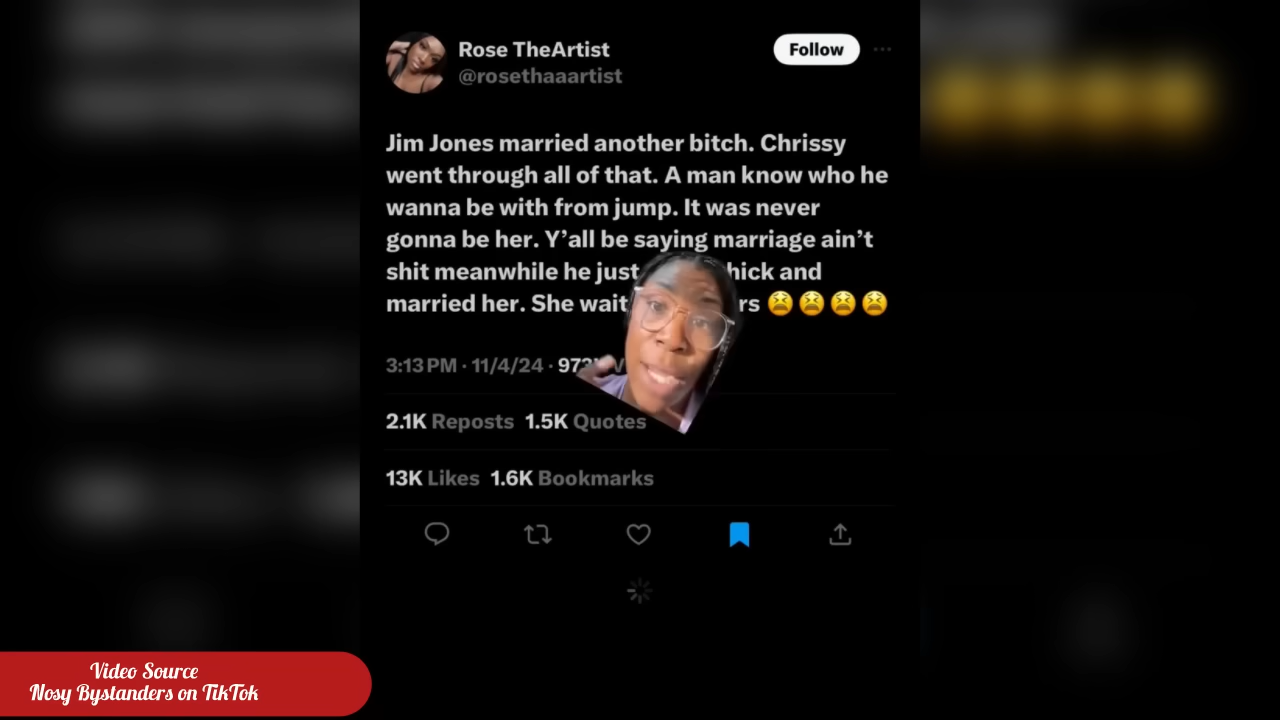 Rose TheArtist
@rosethaaartist
Follow
Jim Jones married another bitch. Chrissy
went through all of that. A man know who he
wanna be with from jump. It was never
gonna be her. Y’all be saying marriage ain’t
shit meanwhile he just hick and
married her. She wait rs 😫😫😫😫
3:13 PM · 11/4/24 · 973
2.1K Reposts 1.5K Quotes
13K Likes 1.6K Bookmarks
Video Source
Nosy Bystanders on TikTok